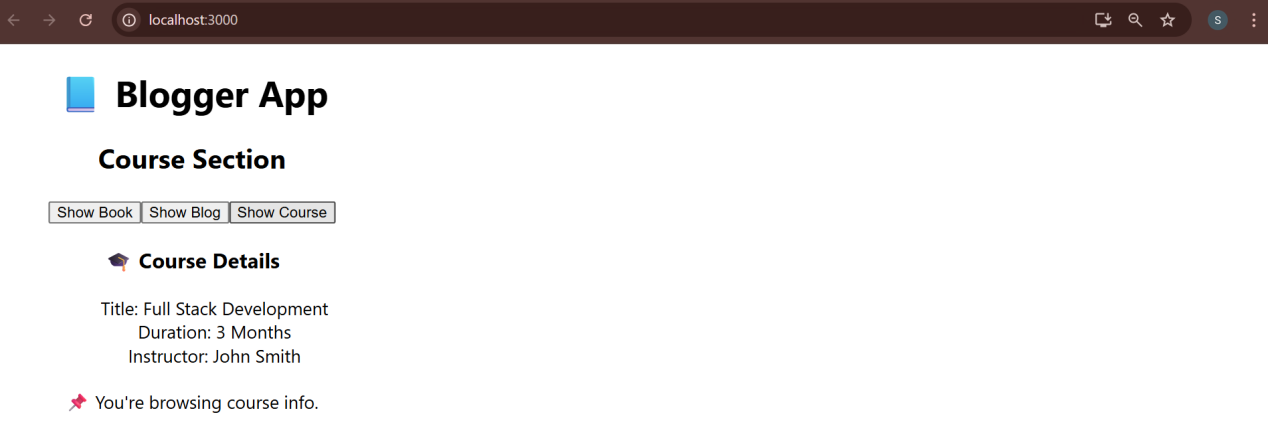 localhost:3000
S
Blogger App
Course Section
Show Book Show Blog Show Course
Course Details
Title: Full Stack Development
Duration: 3 Months
Instructor: John Smith
You're browsing course info.